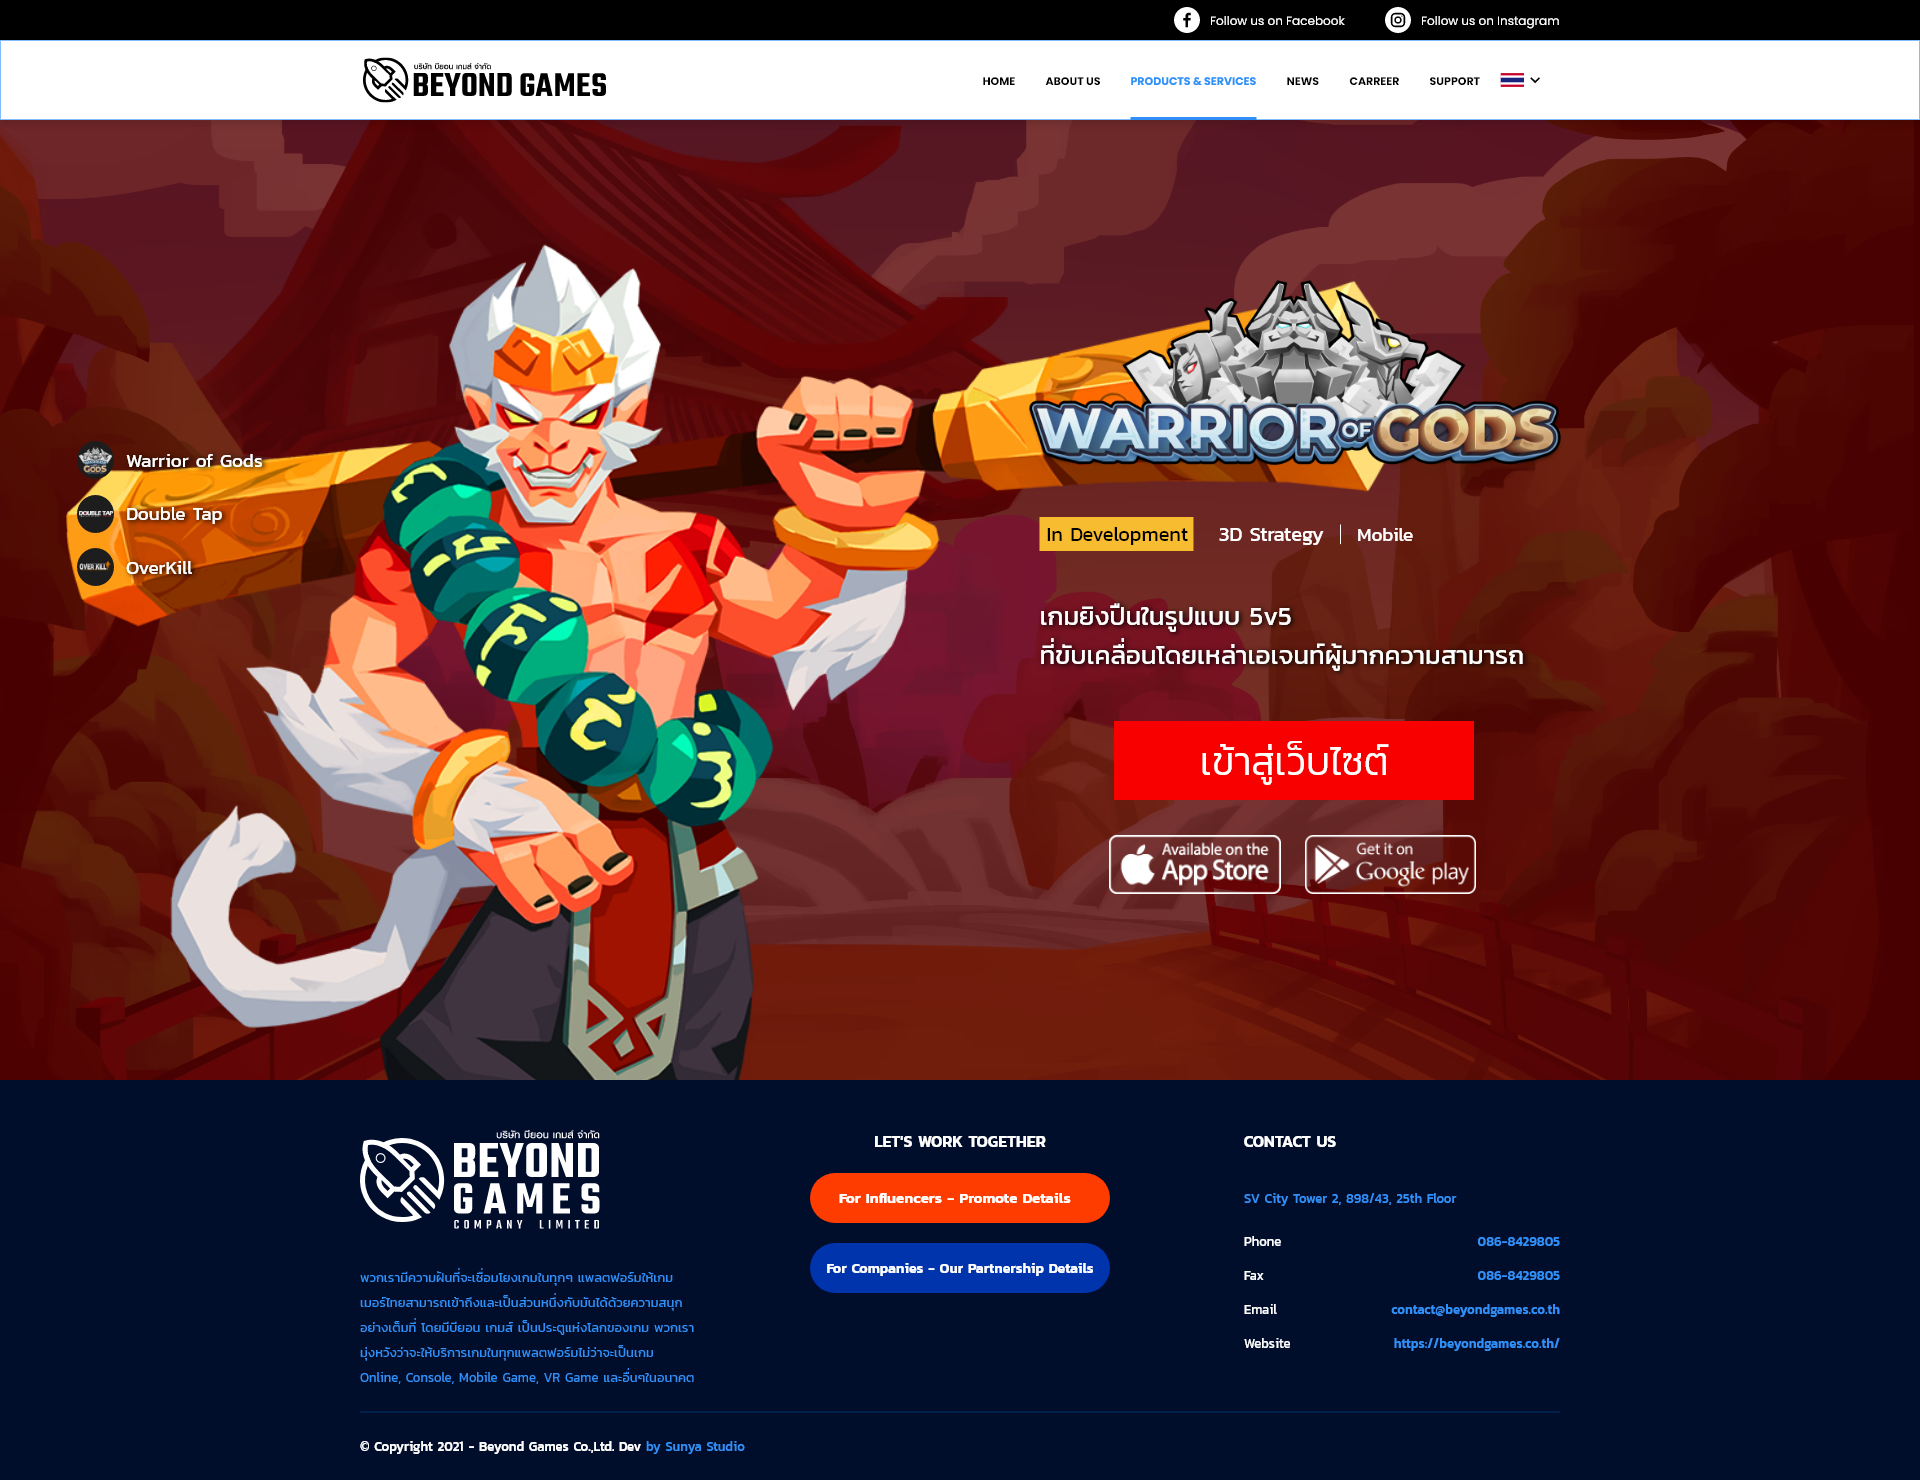 Follow us on Facebook
Follow us on Instagram
บริษัท บียอน เกมส์ จำกัด
BEYOND GAMES
HOME
ABOUT US
PRODUCTS & SERVICES
NEWS
CARREER
SUPPORT
WARRIOR OF GODS
Warrior of Gods
DOUBLE TAP
Double Tap
OVER KILL
OverKill
In Development
3D Strategy
Mobile
เกมยิงปืนในรูปแบบ 5v5
ที่ขับเคลื่อนโดยเหล่าเอเจนท์ผู้มากความสามารถ
เข้าสู่เว็บไซต์
Available on the
App Store
Get it on
Google play
บริษัท บียอน เกมส์ จำกัด
BEYOND
GAMES
COMPANY LIMITED
พวกเรามีความฝันที่จะเชื่อมโยงเกมในทุกๆ แพลตฟอร์มให้เกม
เมอร์ไทยสามารถเข้าถึงและเป็นส่วนหนึ่งกับมันได้ด้วยความสนุก
อย่างเต็มที่ โดยมีบียอน เกมส์ เป็นประตูแห่งโลกของเกม พวกเรา
มุ่งหวังว่าจะให้บริการเกมในทุกแพลตฟอร์มไม่ว่าจะเป็นเกม
Online, Console, Mobile Game, VR Game และอื่นๆในอนาคต
LET'S WORK TOGETHER
For Influencers - Promote Details
For Companies - Our Partnership Details
CONTACT US
SV City Tower 2, 898/43, 25th Floor
Phone 086-8429805
Fax 086-8429805
Email contact@beyondgames.co.th
Website https://beyondgames.co.th/
© Copyright 2021 - Beyond Games Co.,Ltd. Dev by Sunya Studio